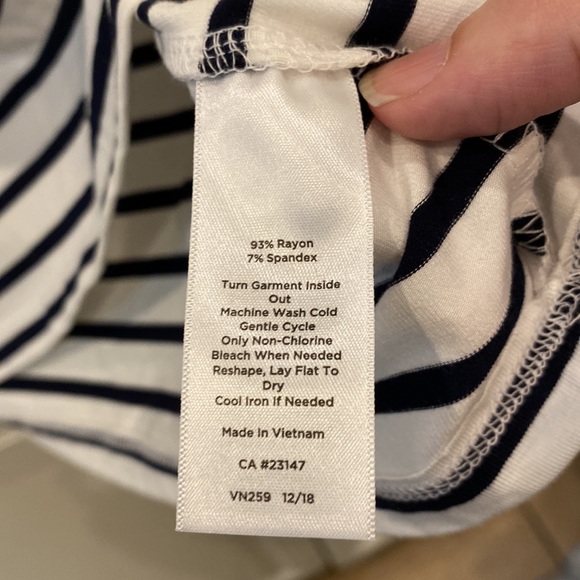 93% Rayon
7% Spandex
Turn Garment Inside
Out
Machine Wash Cold
Gentle Cycle
Only Non-Chlorine
Bleach When Needed
Reshape, Lay Flat To
Dry
Cool Iron if Needed
Made in Vietnam
CA #23147
VN259 12/18